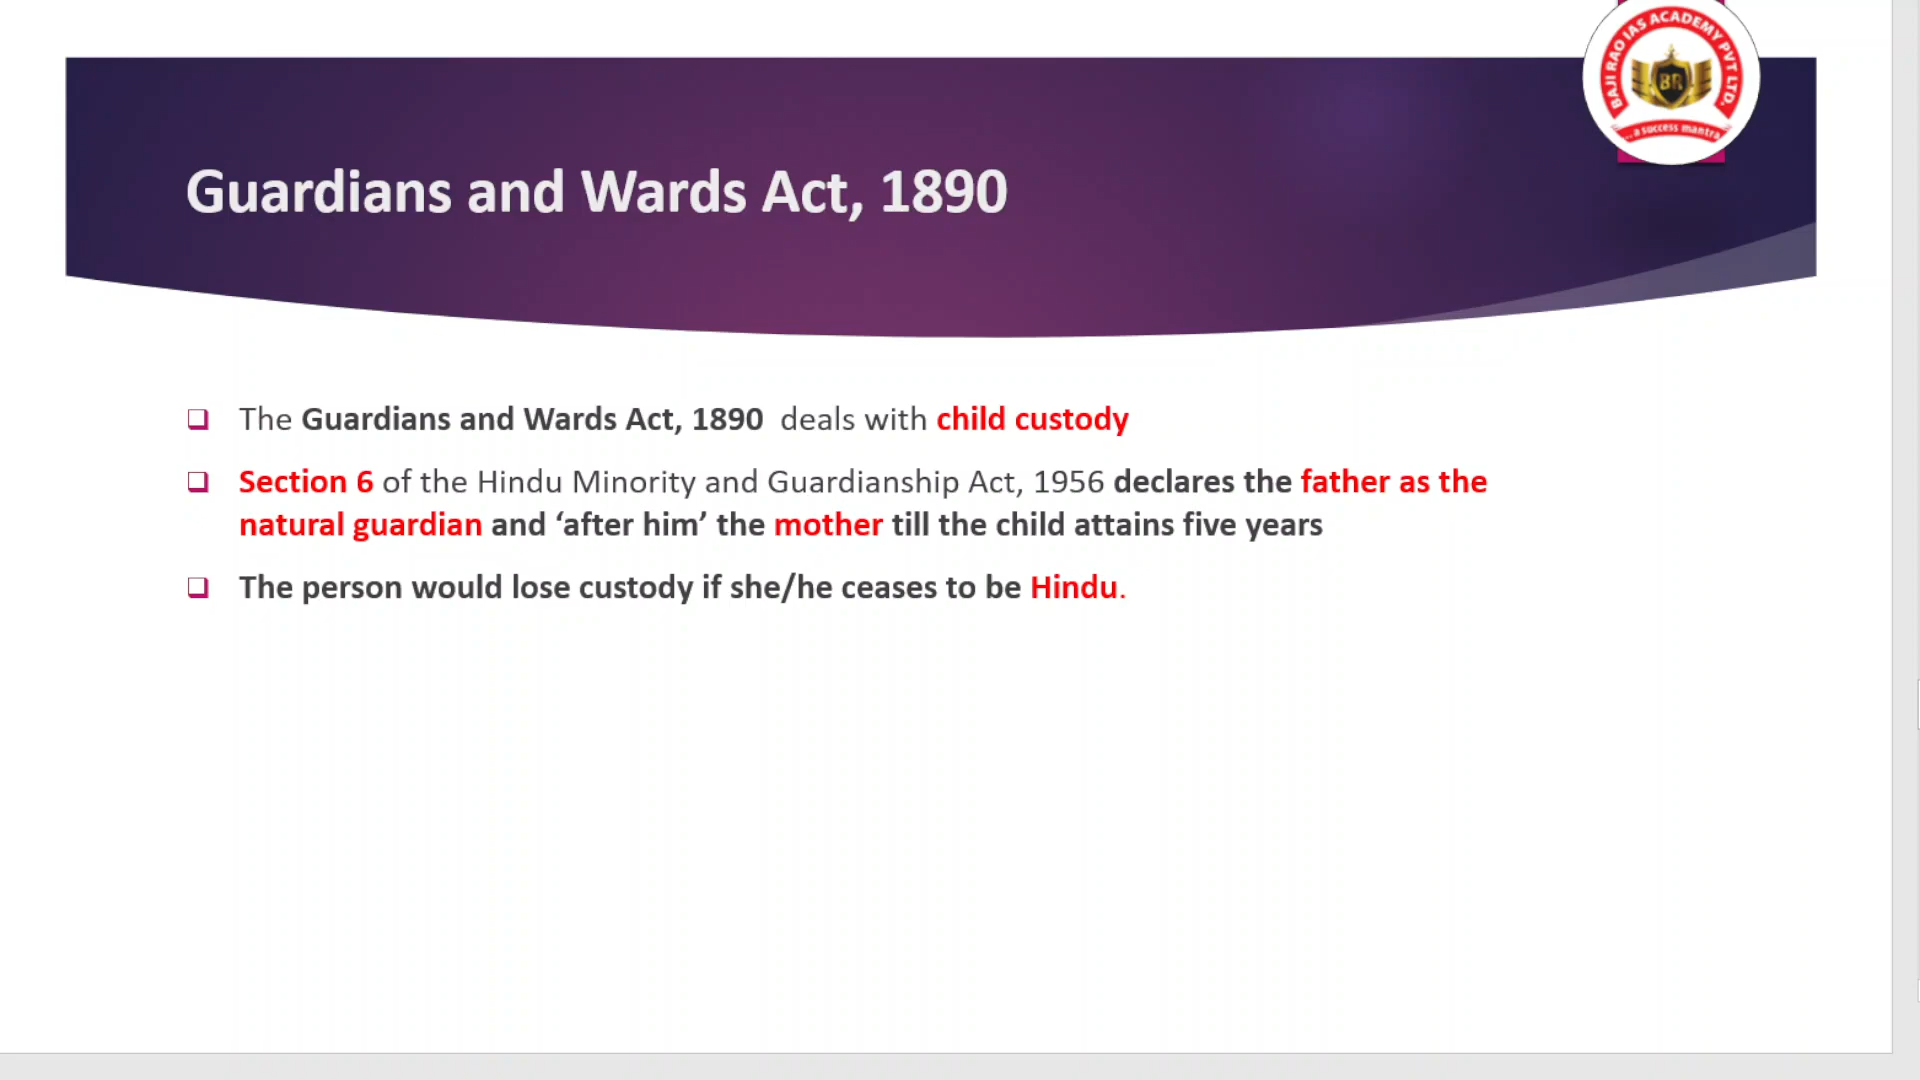 BAJI RAO IAS ACADEMY PVT LTD.
BR
...a success mantra
Guardians and Wards Act, 1890
The Guardians and Wards Act, 1890 deals with child custody
Section 6 of the Hindu Minority and Guardianship Act, 1956 declares the father as the
natural guardian and ‘after him’ the mother till the child attains five years
The person would lose custody if she/he ceases to be Hindu.